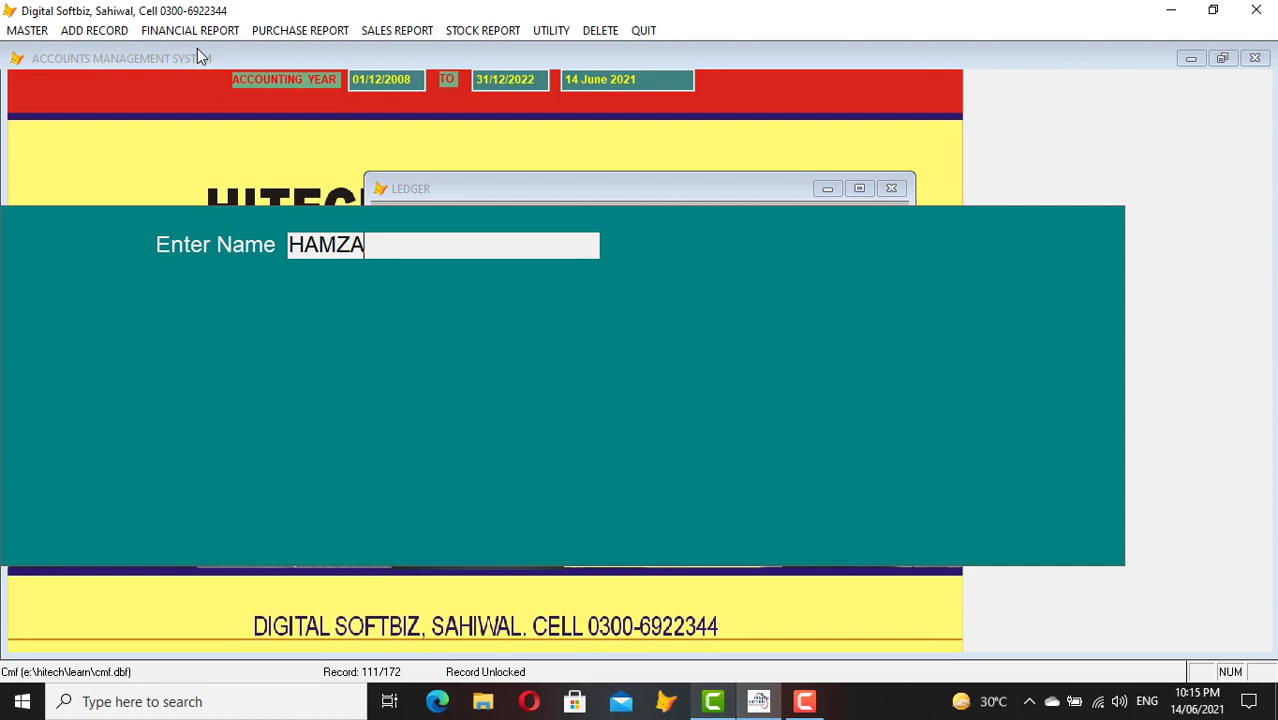 Digital Softbiz, Sahiwal, Cell 0300-6922344
MASTER ADD RECORD FINANCIAL REPORT PURCHASE REPORT SALES REPORT STOCK REPORT UTILITY DELETE QUIT
ACCOUNTS MANAGEMENT SYSTEM
ACCOUNTING YEAR 01/12/2008 TO 31/12/2022 14 June 2021
LEDGER
Enter Name HAMZA
DIGITAL SOFTBIZ, SAHIWAL. CELL 0300-6922344
Cmf (e:\hitech\learn\cmf.dbf) Record: 111/172 Record Unlocked NUM
Type here to search 30°C ENG 10:15 PM
14/06/2021